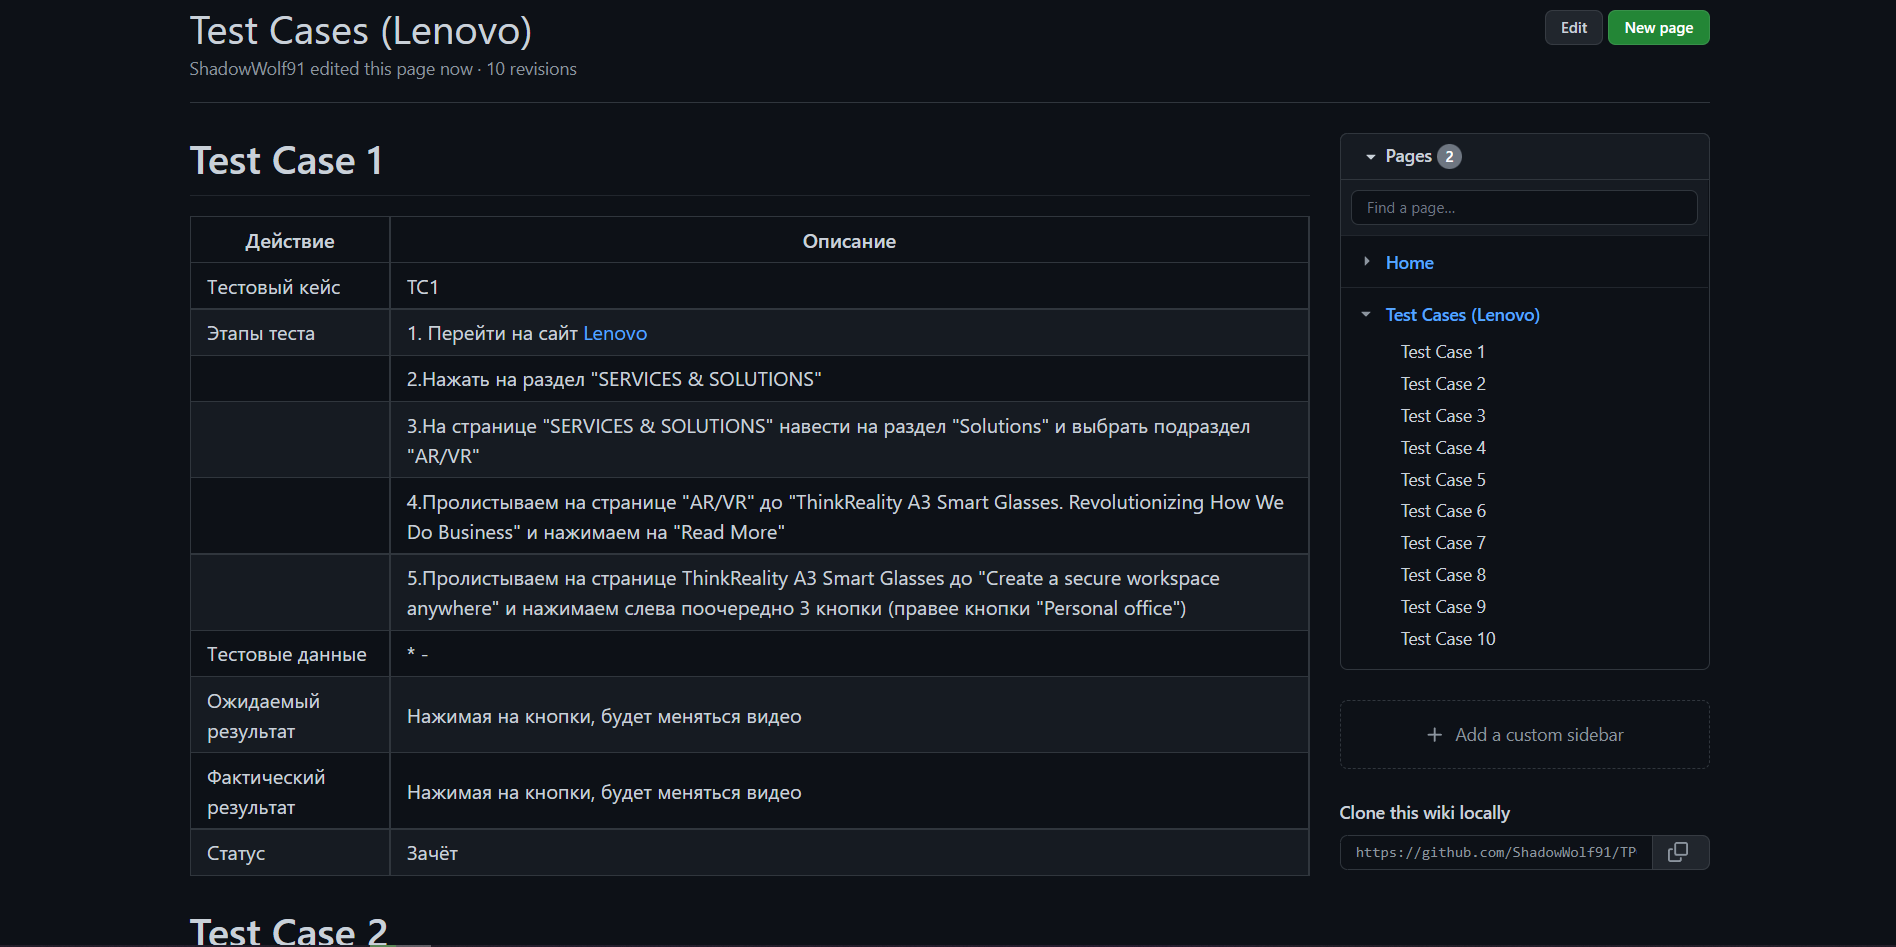 Test Cases (Lenovo)
Edit
New page
ShadowWolf91 edited this page now · 10 revisions
Test Case 1
Действие
Описание
Тестовый кейс
TC1
Этапы теста
1. Перейти на сайт Lenovo
2.Нажать на раздел "SERVICES & SOLUTIONS"
3.На странице "SERVICES & SOLUTIONS" навести на раздел "Solutions" и выбрать подраздел
"AR/VR"
4.Пролистываем на странице "AR/VR" до "ThinkReality A3 Smart Glasses. Revolutionizing How We
Do Business" и нажимаем на "Read More"
5.Пролистываем на странице ThinkReality A3 Smart Glasses до "Create a secure workspace
anywhere" и нажимаем слева поочередно 3 кнопки (правее кнопки "Personal office")
Тестовые данные
* -
Ожидаемый
результат
Нажимая на кнопки, будет меняться видео
Фактический
результат
Нажимая на кнопки, будет меняться видео
Статус
Зачёт
Test Case 2
Pages 2
Find a page...
Home
Test Cases (Lenovo)
Test Case 1
Test Case 2
Test Case 3
Test Case 4
Test Case 5
Test Case 6
Test Case 7
Test Case 8
Test Case 9
Test Case 10
+ Add a custom sidebar
Clone this wiki locally
https://github.com/ShadowWolf91/TP